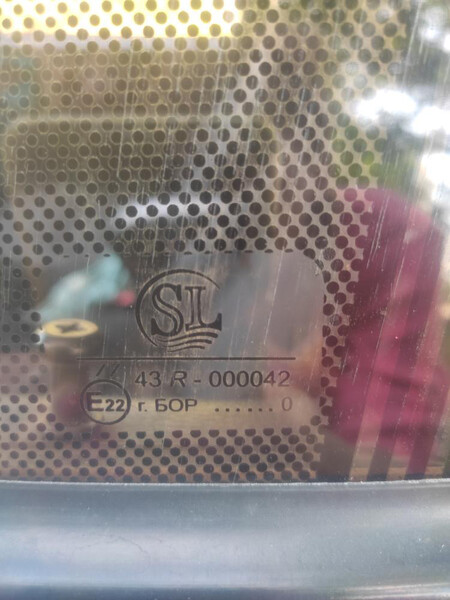 SL
//
43 R - 000042
E22 г. БОР ...... 0